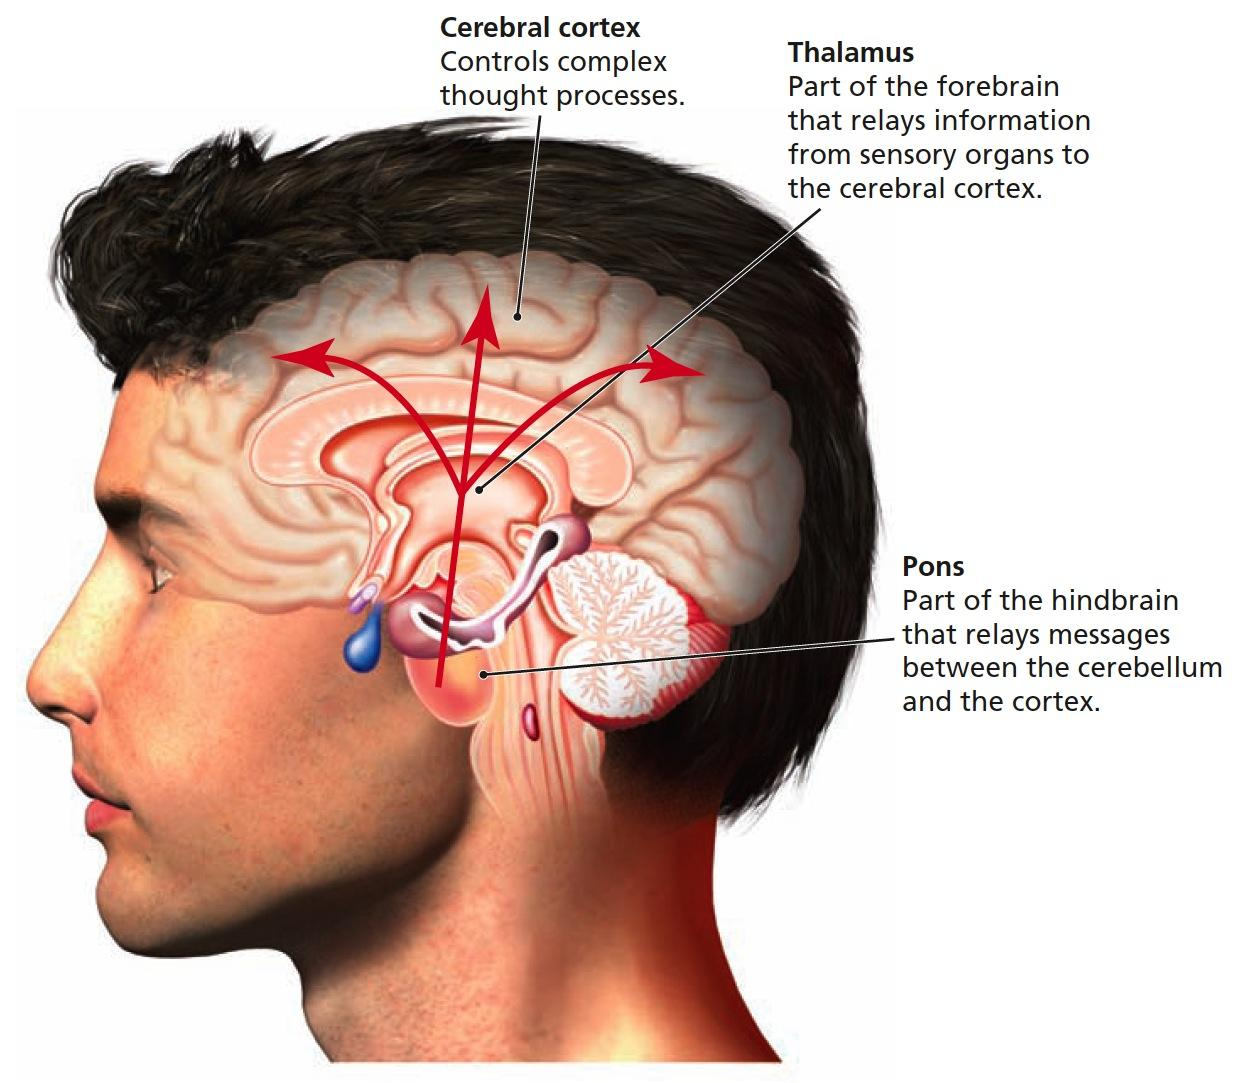 Cerebral cortex
Controls complex
thought processes.
Thalamus
Part of the forebrain
that relays information
from sensory organs to
the cerebral cortex.
Pons
Part of the hindbrain
that relays messages
between the cerebellum
and the cortex.